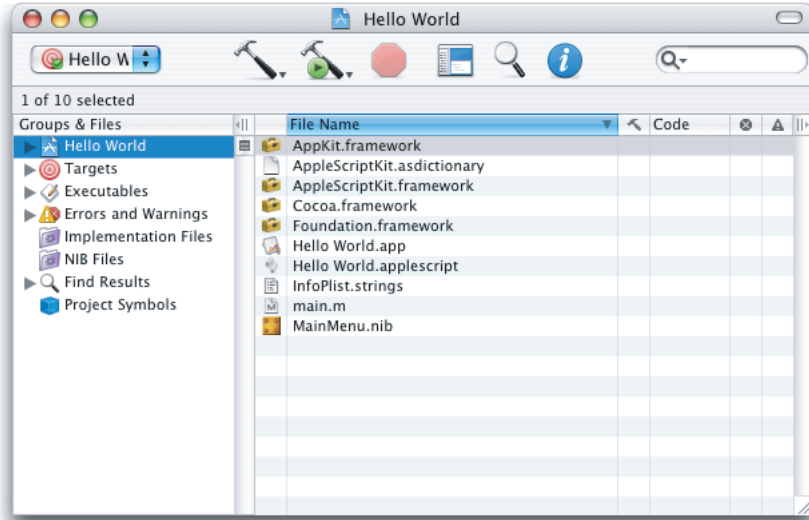 Hello World
Hello W
1 of 10 selected
Groups & Files
File Name
Code
Hello World
Targets
Executables
Errors and Warnings
Implementation Files
NIB Files
Find Results
Project Symbols
AppKit.framework
AppleScriptKit.asdictionary
AppleScriptKit.framework
Cocoa.framework
Foundation.framework
Hello World.app
Hello World.applescript
InfoPlist.strings
main.m
MainMenu.nib